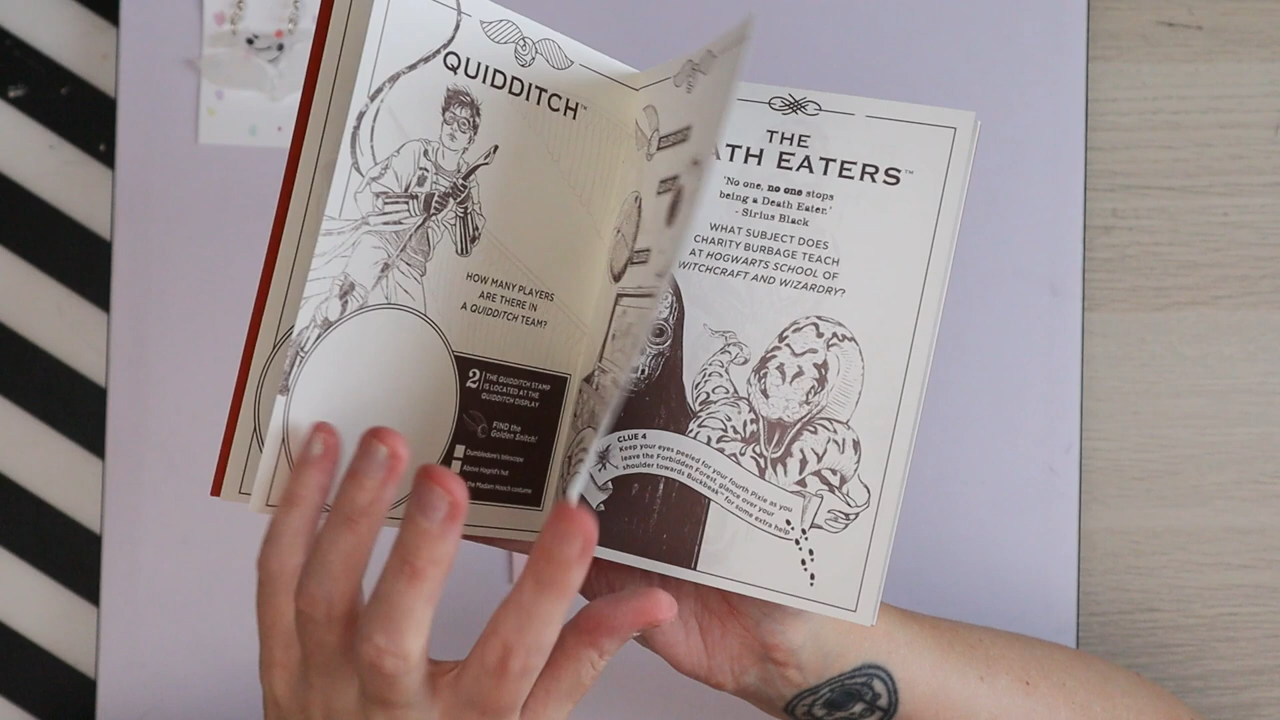 QUIDDITCH™
HOW MANY PLAYERS
ARE THERE IN
A QUIDDITCH TEAM?
2 THE QUIDDITCH STAMP
IS LOCATED AT THE
QUIDDITCH DISPLAY
FIND the
Golden Snitch!
Dumbledore's telescope
Above Hagrid's hut
the Madam Hooch costume
THE
ATH EATERS™
'No one, no one stops
being a Death Eater.'
- Sirius Black
WHAT SUBJECT DOES
CHARITY BURBAGE TEACH
AT HOGWARTS SCHOOL OF
WITCHCRAFT AND WIZARDRY?
CLUE 4
Keep your eyes peeled for your fourth Pixie as you
leave the Forbidden Forest, glance over your
shoulder towards Buckbeak™ for some extra help